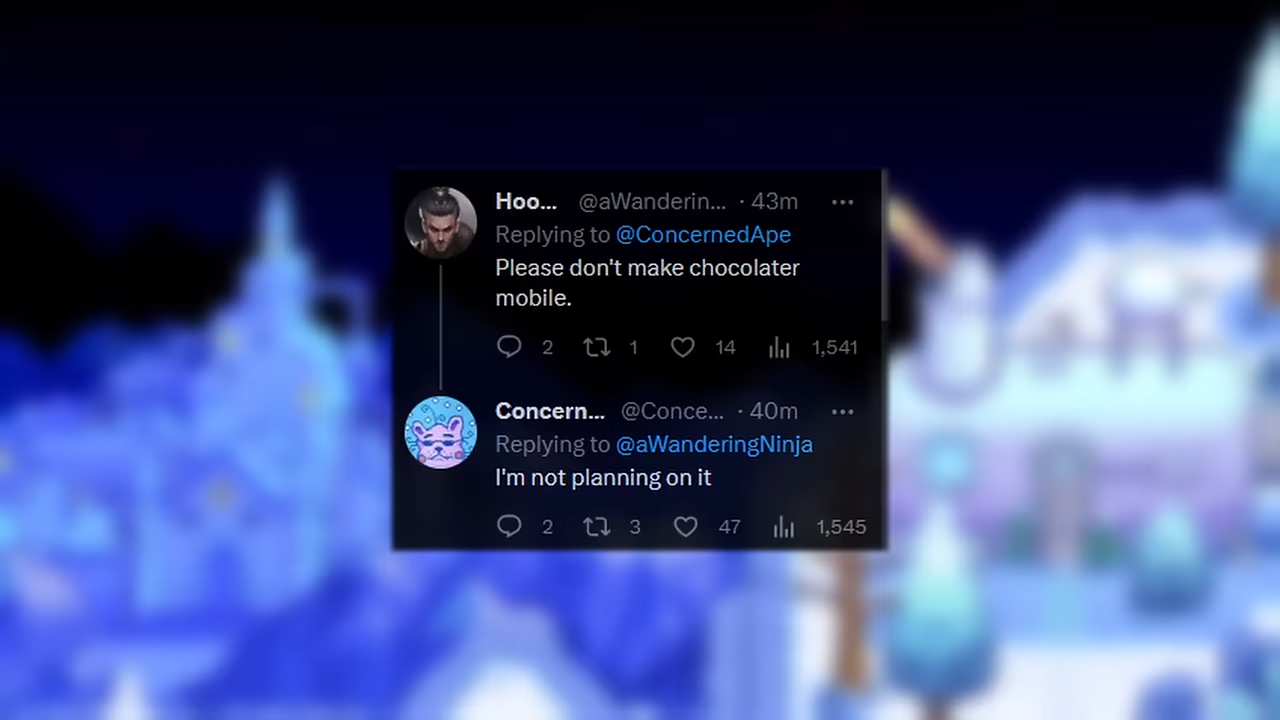 Hoo... @aWanderin... · 43m ...
Replying to @ConcernedApe
Please don't make chocolater
mobile.
2 1 14 1,541
Concern... @Conce... · 40m ...
Replying to @aWanderingNinja
I'm not planning on it
2 3 47 1,545